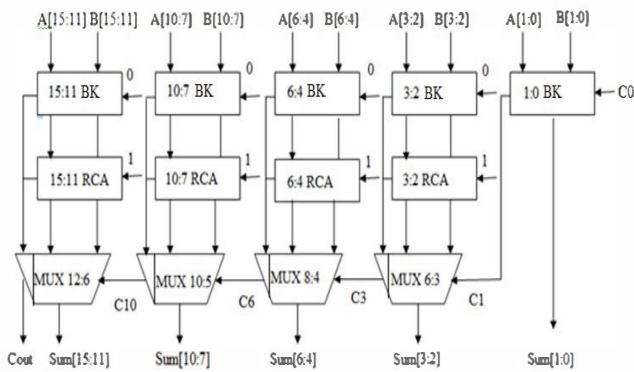 A[15:11] B[15:11] A[10:7] B[10:7] A[6:4] B[6:4] A[3:2] B[3:2] A[1:0] B[1:0]
0 0 0 0
15:11 BK 10:7 BK 6:4 BK 3:2 BK 1:0 BK C0
1 1 1 1
15:11 RCA 10:7 RCA 6:4 RCA 3:2 RCA
MUX 12:6 MUX 10:5 MUX 8:4 MUX 6:3
C10 C6 C3 C1
Cout Sum[15:11] Sum[10:7] Sum[6:4] Sum[3:2] Sum[1:0]